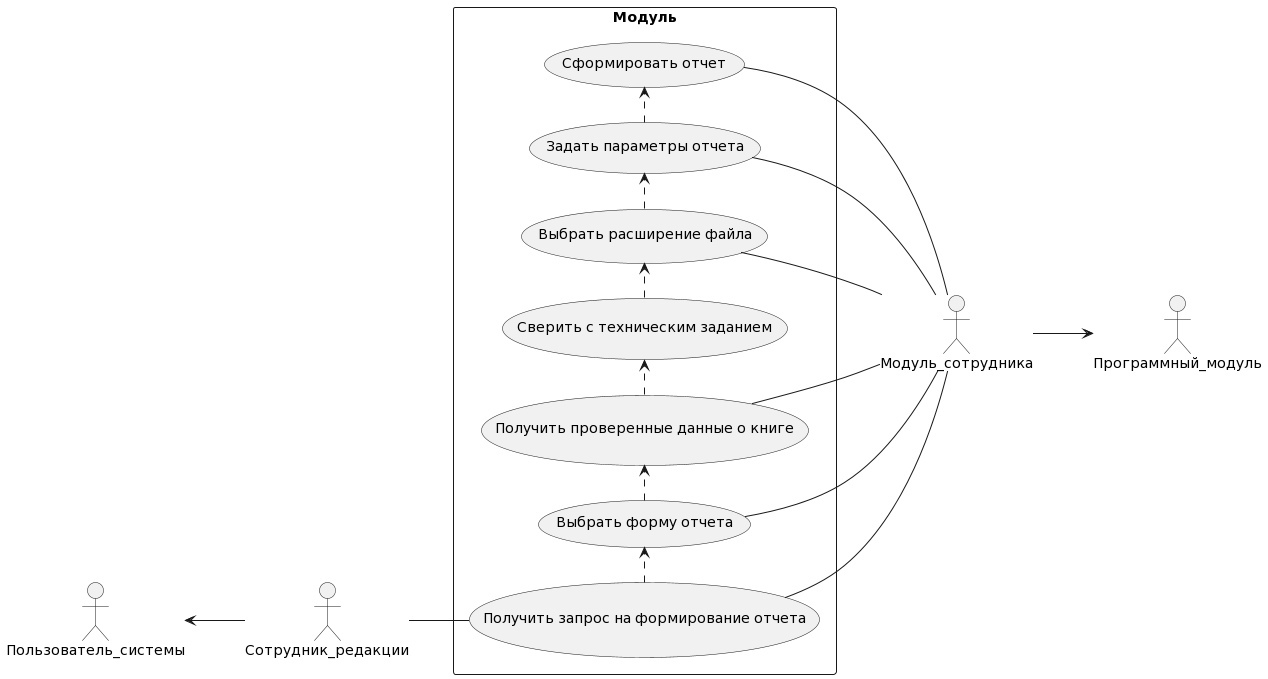 Модуль
Сформировать отчет
Задать параметры отчета
Выбрать расширение файла
Сверить с техническим заданием
Модуль_сотрудника
Программный_модуль
Получить проверенные данные о книге
Выбрать форму отчета
Получить запрос на формирование отчета
Пользователь_системы
Сотрудник_редакции